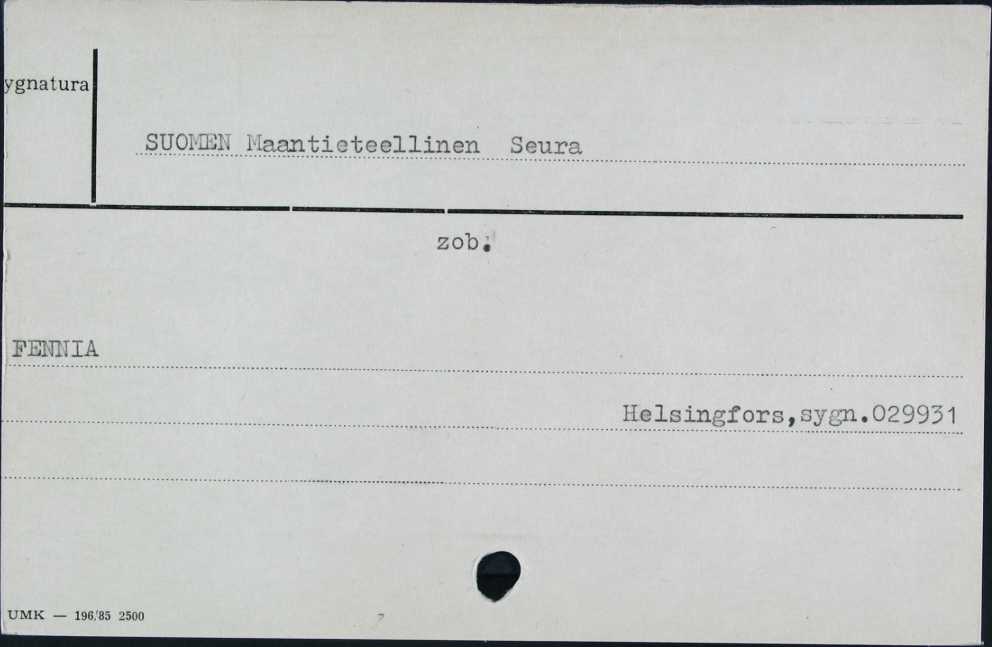 ygnatura
SUOMEN Maantieteellinen Seura
zob.
FENNIA
Helsingfors,sygn.029931
UMK — 196/85 2500